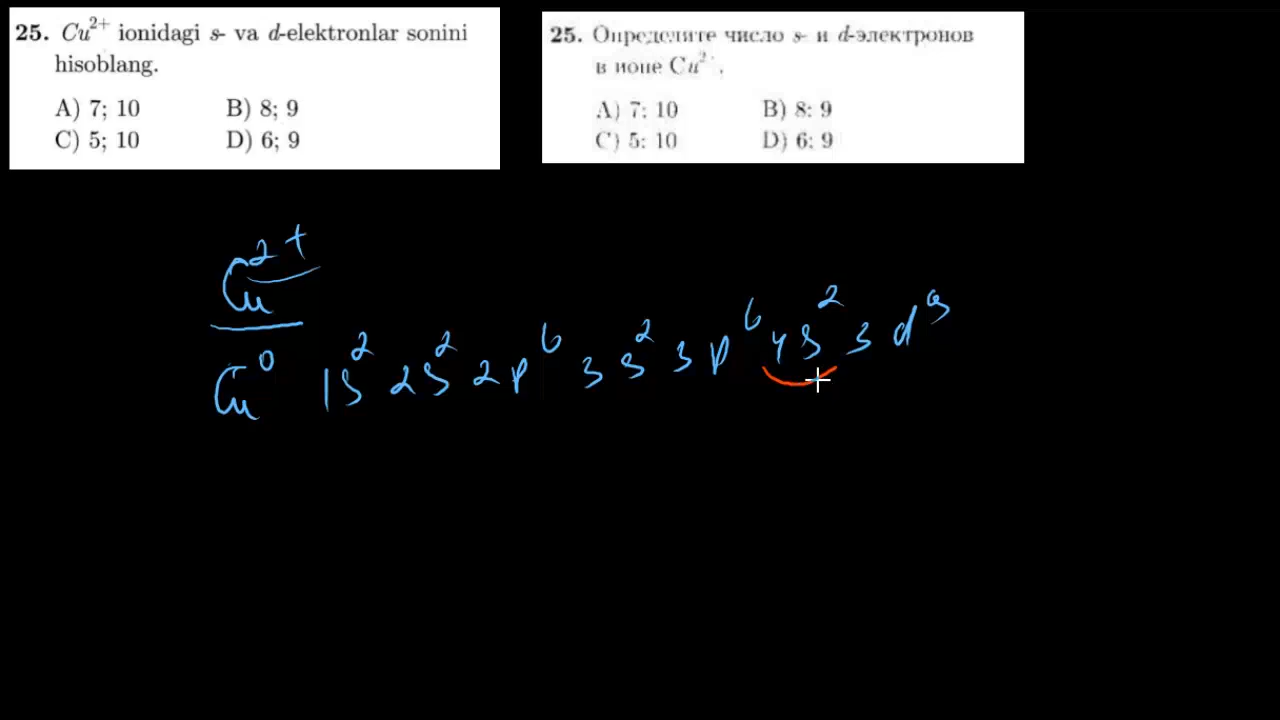 25. Cu²⁺ ionidagi s- va d-elektronlar sonini
hisoblang.
A) 7; 10 B) 8; 9
C) 5; 10 D) 6; 9
25. Определите число s- и d-электронов
в ионе Cu²⁺.
A) 7: 10 B) 8: 9
C) 5: 10 D) 6: 9
Cu²⁺
Cu⁰ 1s² 2s² 2p⁶ 3s² 3p⁶ 4s² 3d⁹